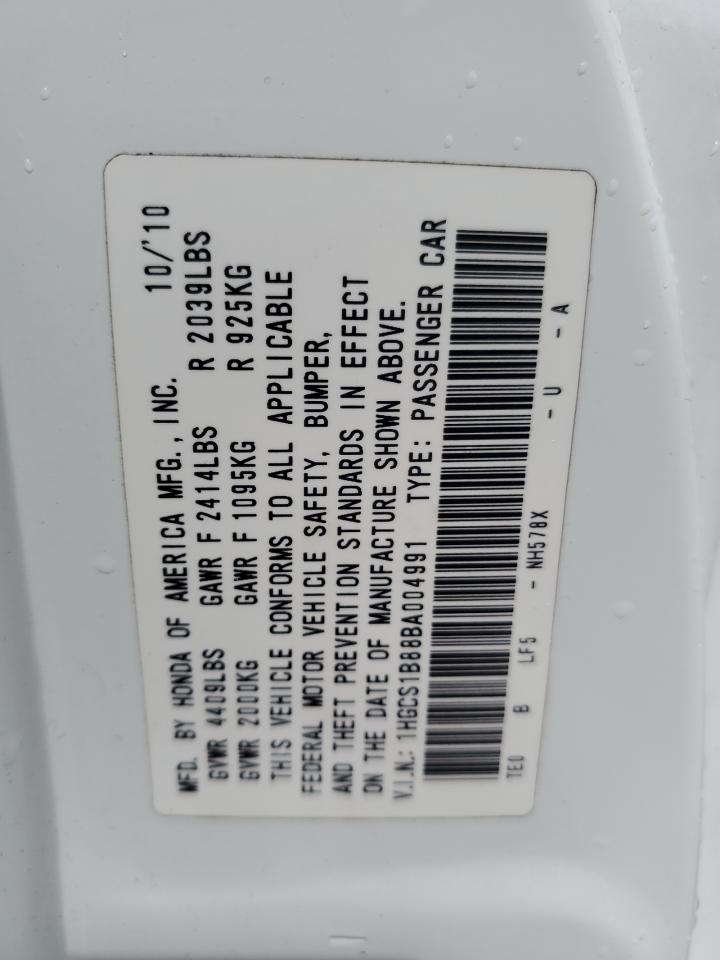 MFD. BY HONDA OF AMERICA MFG., INC. 10/'10
GVWR 4409LBS GAWR F 2414LBS R 2039LBS
GVWR 2000KG GAWR F 1095KG R 925KG
THIS VEHICLE CONFORMS TO ALL APPLICABLE
FEDERAL MOTOR VEHICLE SAFETY, BUMPER,
AND THEFT PREVENTION STANDARDS IN EFFECT
ON THE DATE OF MANUFACTURE SHOWN ABOVE.
V.I.N.: 1HGCS1B88BA004991 TYPE: PASSENGER CAR
TE0 B LF5 - NH578X - U - A